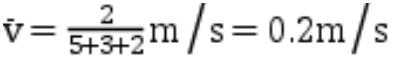 v̄ = 2/(5+3+2) m/s = 0.2m/s